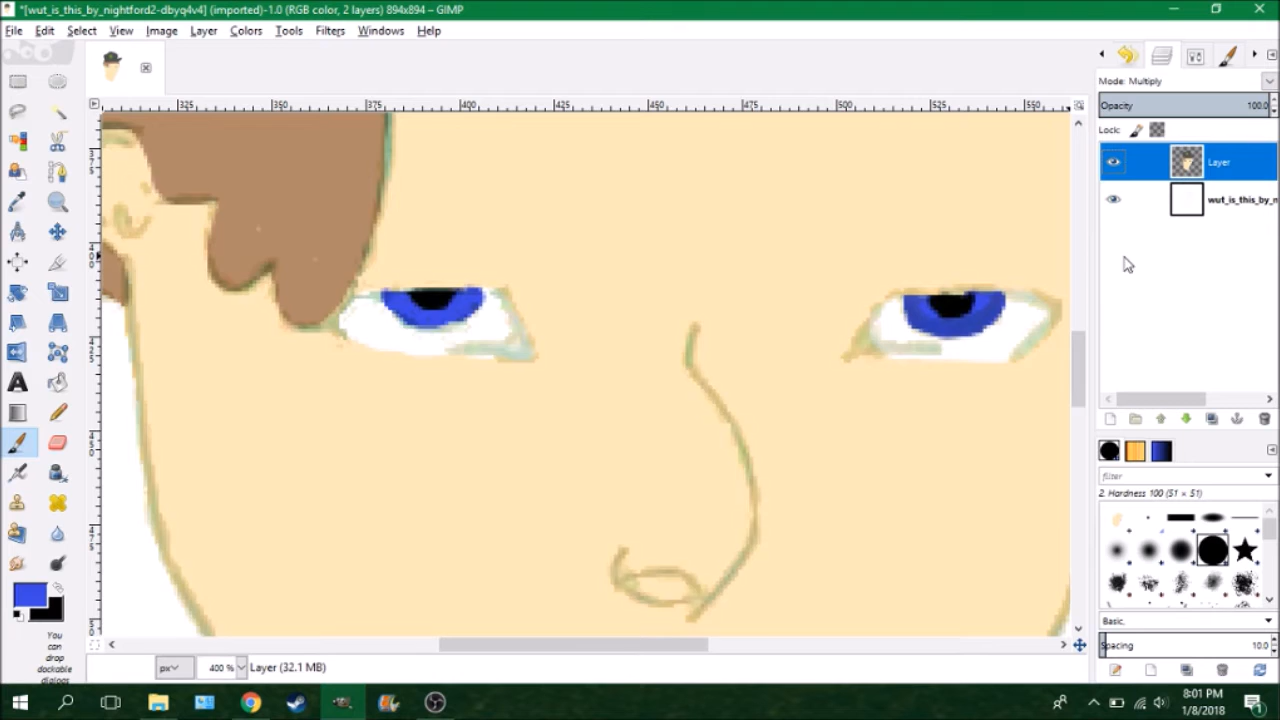 *[wut_is_this_by_nightford2-dbyq4v4] (imported)-1.0 (RGB color, 2 layers) 894x894 – GIMP
File Edit Select View Image Layer Colors Tools Filters Windows Help
Mode: Multiply
Opacity 100.0
Lock:
325 350 375 400 425 450 475 500 525 550
Layer
wut_is_this_by_n
filter
2. Hardness 100 (51 × 51)
Basic,
Spacing 10.0
You
can
drop
dockable
dialogs
px 400 % Layer (32.1 MB)
8:01 PM
1/8/2018
1